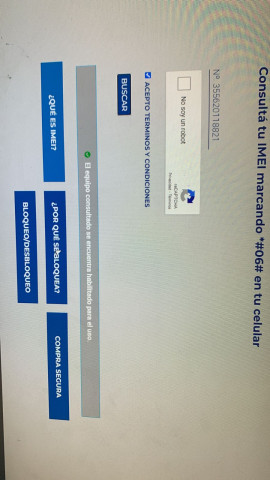 Consultá tu IMEI marcando *#06# en tu celular
N° 355620118821
No soy un robot
reCAPTCHA
Privacidad - Términos
ACEPTO TERMINOS Y CONDICIONES
BUSCAR
El equipo consultado se encuentra habilitado para el uso.
¿QUÉ ES IMEI?
¿POR QUÉ SE BLOQUEA?
COMPRA SEGURA
BLOQUEO/DESBLOQUEO